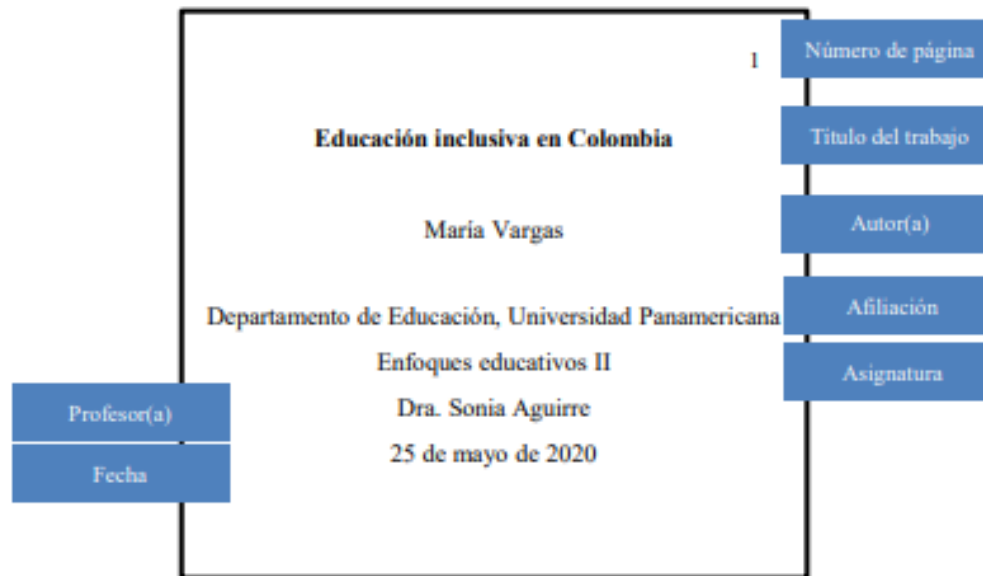 1
Número de página
Educación inclusiva en Colombia
Título del trabajo
María Vargas
Autor(a)
Departamento de Educación, Universidad Panamericana
Afiliación
Enfoques educativos II
Asignatura
Profesor(a)
Dra. Sonia Aguirre
Fecha
25 de mayo de 2020